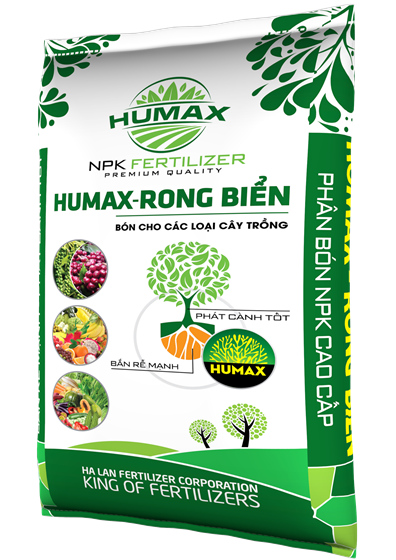 HUMAX
NPK FERTILIZER
PREMIUM QUALITY
HUMAX-RONG BIỂN
BÓN CHO CÁC LOẠI CÂY TRỒNG
PHÁT CÀNH TỐT
BẮN RỄ MẠNH
HUMAX
HA LAN FERTILIZER CORPORATION
KING OF FERTILIZERS
PHÂN BÓN NPK CAO CẤP
HUMAX - RONG BIỂN